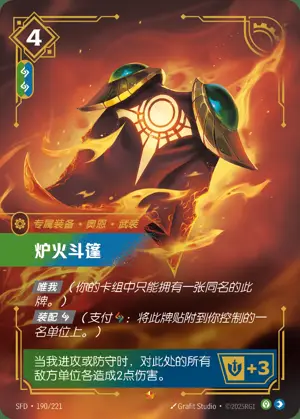 4
专属装备·奥恩·武装
炉火斗篷
唯我 (你的卡组中只能拥有一张同名的此
牌。)
装配 (支付 : 将此牌贴附到你控制的一
名单位上。)
当我进攻或防守时，对此处的所有
敌方单位各造成2点伤害。
+3
SFD · 190/221
Grafit Studio · ©2025RGI